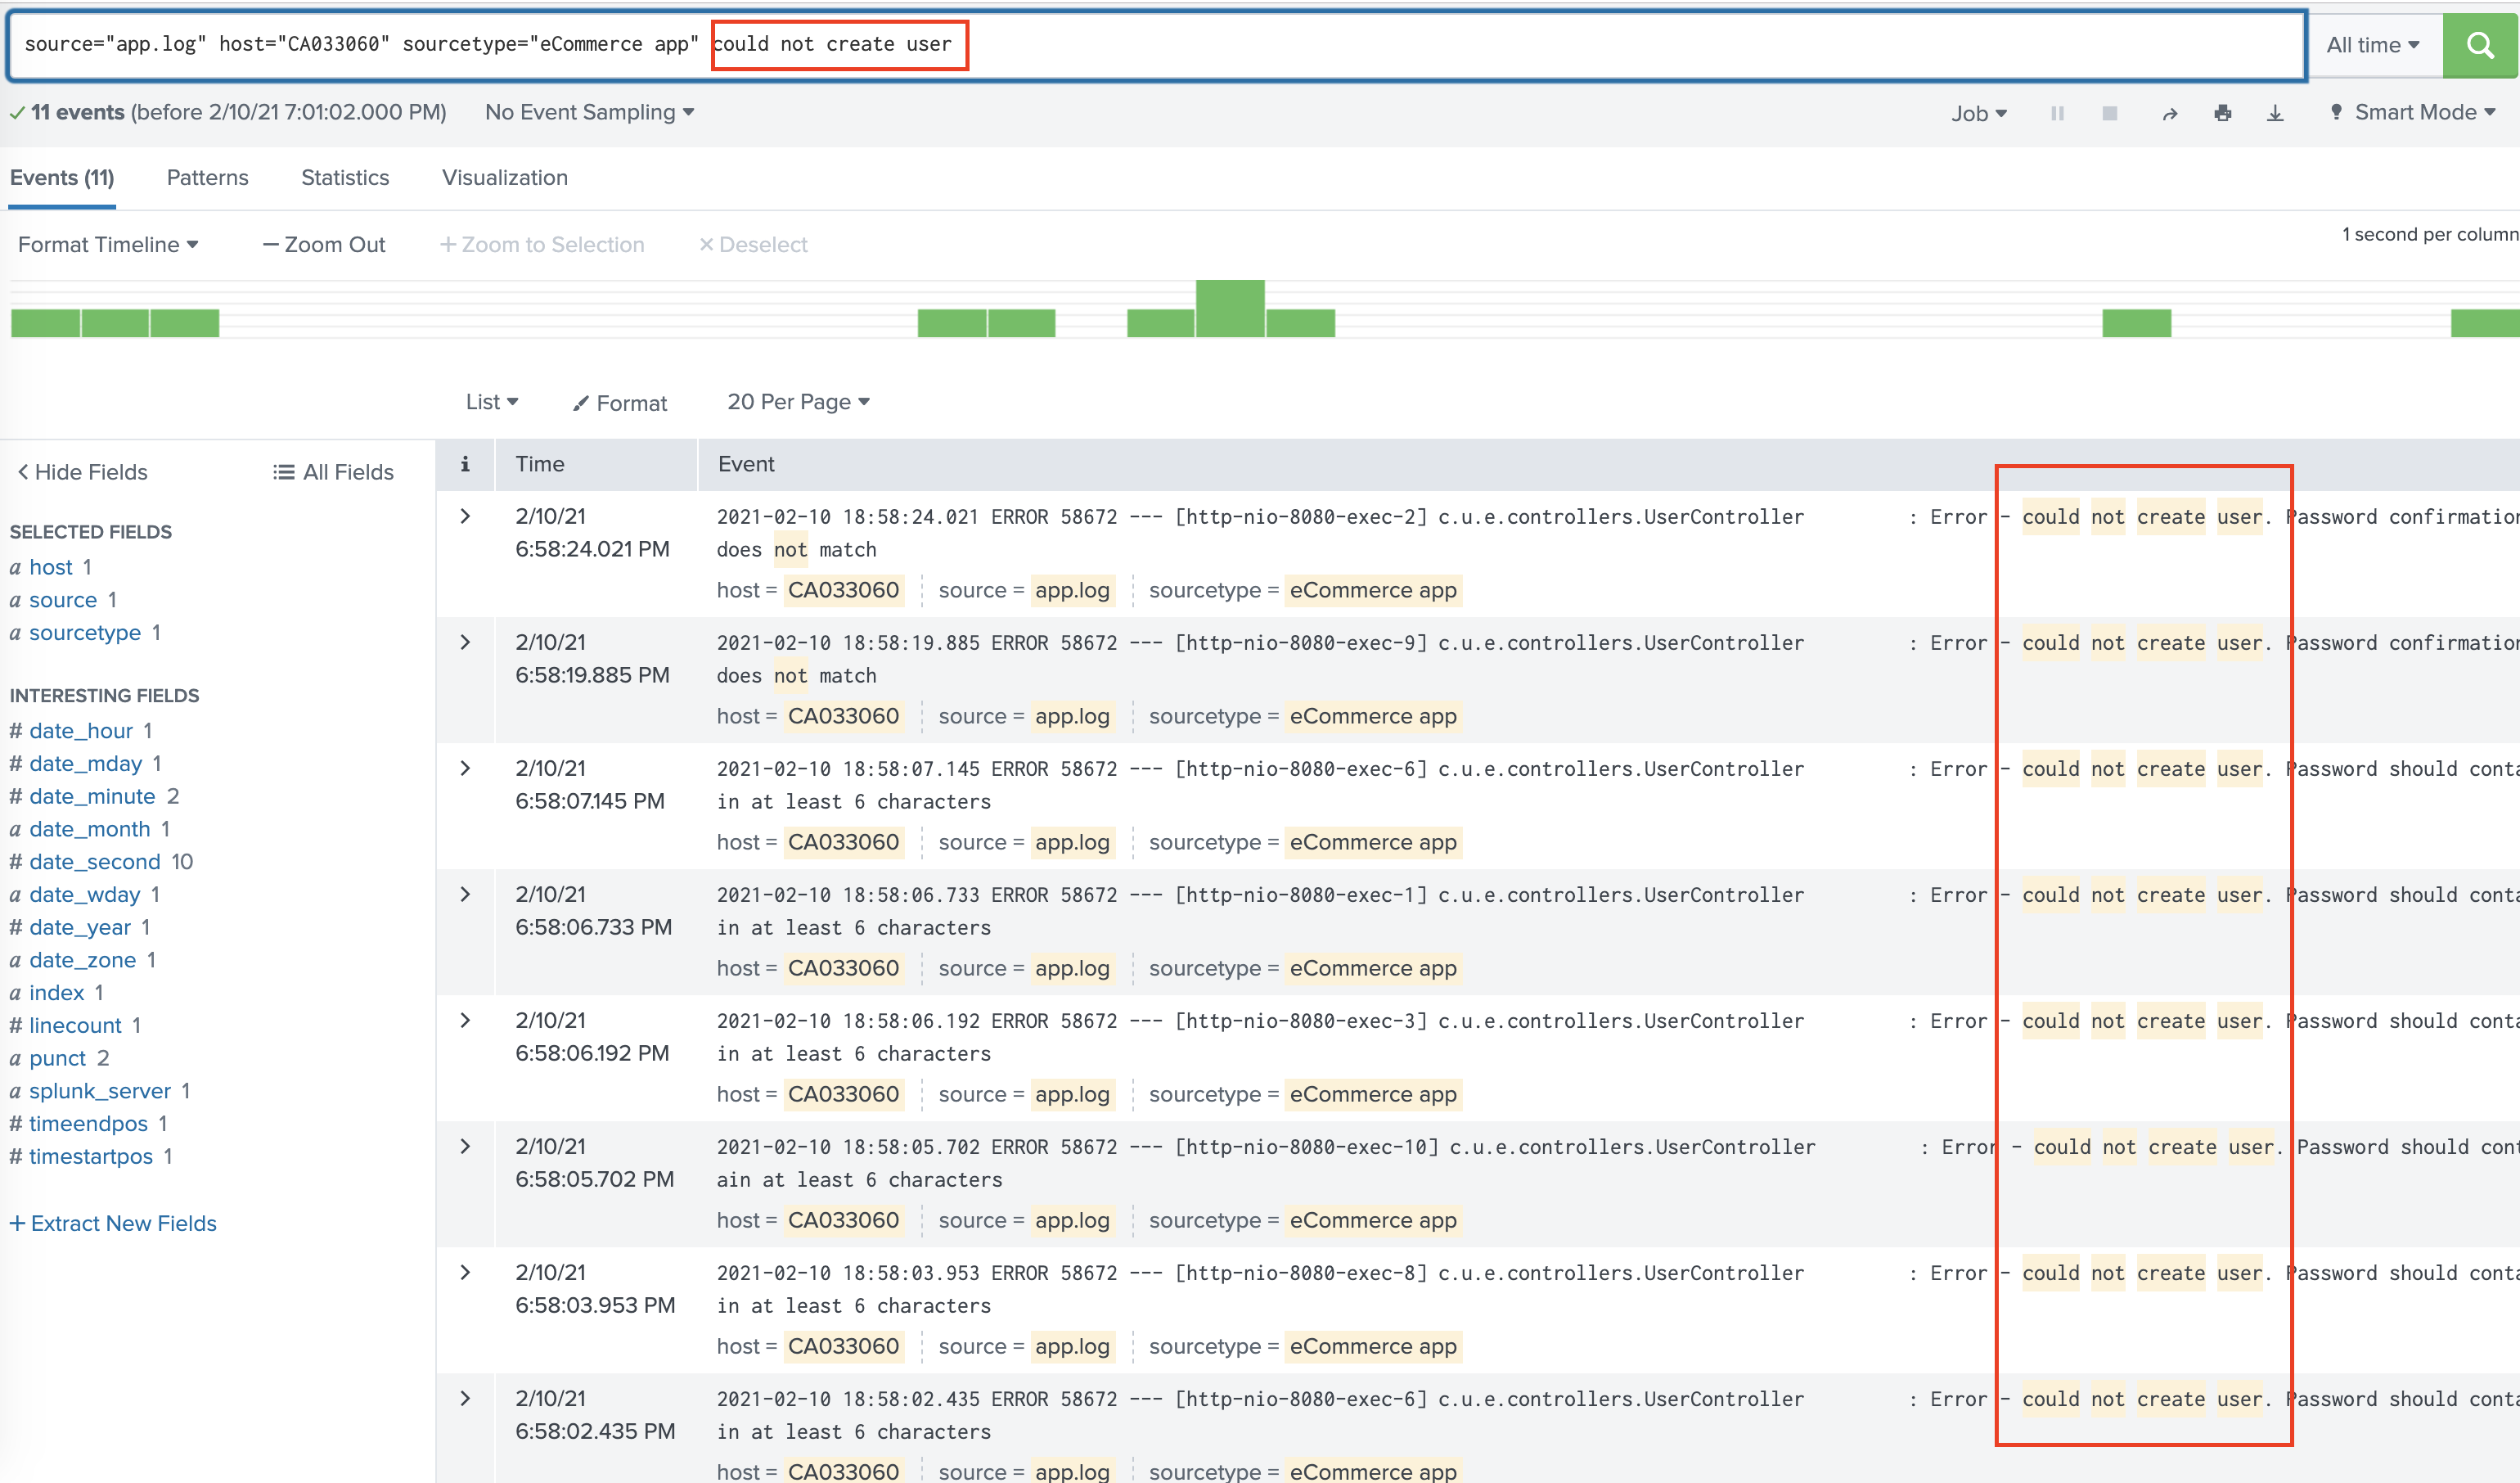 source="app.log" host="CA033060" sourcetype="eCommerce app" could not create user
All time
11 events (before 2/10/21 7:01:02.000 PM)
No Event Sampling
Job
Smart Mode
Events (11)
Patterns
Statistics
Visualization
Format Timeline
— Zoom Out
+ Zoom to Selection
× Deselect
1 second per column
List
Format
20 Per Page
< Hide Fields
All Fields
SELECTED FIELDS
a host 1
a source 1
a sourcetype 1
INTERESTING FIELDS
# date_hour 1
# date_mday 1
# date_minute 2
a date_month 1
# date_second 10
a date_wday 1
# date_year 1
a date_zone 1
a index 1
# linecount 1
a punct 2
a splunk_server 1
# timeendpos 1
# timestartpos 1
+ Extract New Fields
i
Time
Event
2/10/21
6:58:24.021 PM
2021-02-10 18:58:24.021 ERROR 58672 --- [http-nio-8080-exec-2] c.u.e.controllers.UserController : Error - could not create user. Password confirmation
does not match
host = CA033060 source = app.log sourcetype = eCommerce app
2/10/21
6:58:19.885 PM
2021-02-10 18:58:19.885 ERROR 58672 --- [http-nio-8080-exec-9] c.u.e.controllers.UserController : Error - could not create user. Password confirmation
does not match
host = CA033060 source = app.log sourcetype = eCommerce app
2/10/21
6:58:07.145 PM
2021-02-10 18:58:07.145 ERROR 58672 --- [http-nio-8080-exec-6] c.u.e.controllers.UserController : Error - could not create user. Password should conta
in at least 6 characters
host = CA033060 source = app.log sourcetype = eCommerce app
2/10/21
6:58:06.733 PM
2021-02-10 18:58:06.733 ERROR 58672 --- [http-nio-8080-exec-1] c.u.e.controllers.UserController : Error - could not create user. Password should conta
in at least 6 characters
host = CA033060 source = app.log sourcetype = eCommerce app
2/10/21
6:58:06.192 PM
2021-02-10 18:58:06.192 ERROR 58672 --- [http-nio-8080-exec-3] c.u.e.controllers.UserController : Error - could not create user. Password should conta
in at least 6 characters
host = CA033060 source = app.log sourcetype = eCommerce app
2/10/21
6:58:05.702 PM
2021-02-10 18:58:05.702 ERROR 58672 --- [http-nio-8080-exec-10] c.u.e.controllers.UserController : Error - could not create user. Password should cont
ain at least 6 characters
host = CA033060 source = app.log sourcetype = eCommerce app
2/10/21
6:58:03.953 PM
2021-02-10 18:58:03.953 ERROR 58672 --- [http-nio-8080-exec-8] c.u.e.controllers.UserController : Error - could not create user. Password should conta
in at least 6 characters
host = CA033060 source = app.log sourcetype = eCommerce app
2/10/21
6:58:02.435 PM
2021-02-10 18:58:02.435 ERROR 58672 --- [http-nio-8080-exec-6] c.u.e.controllers.UserController : Error - could not create user. Password should conta
in at least 6 characters
host = CA033060 source = app.log sourcetype = eCommerce app